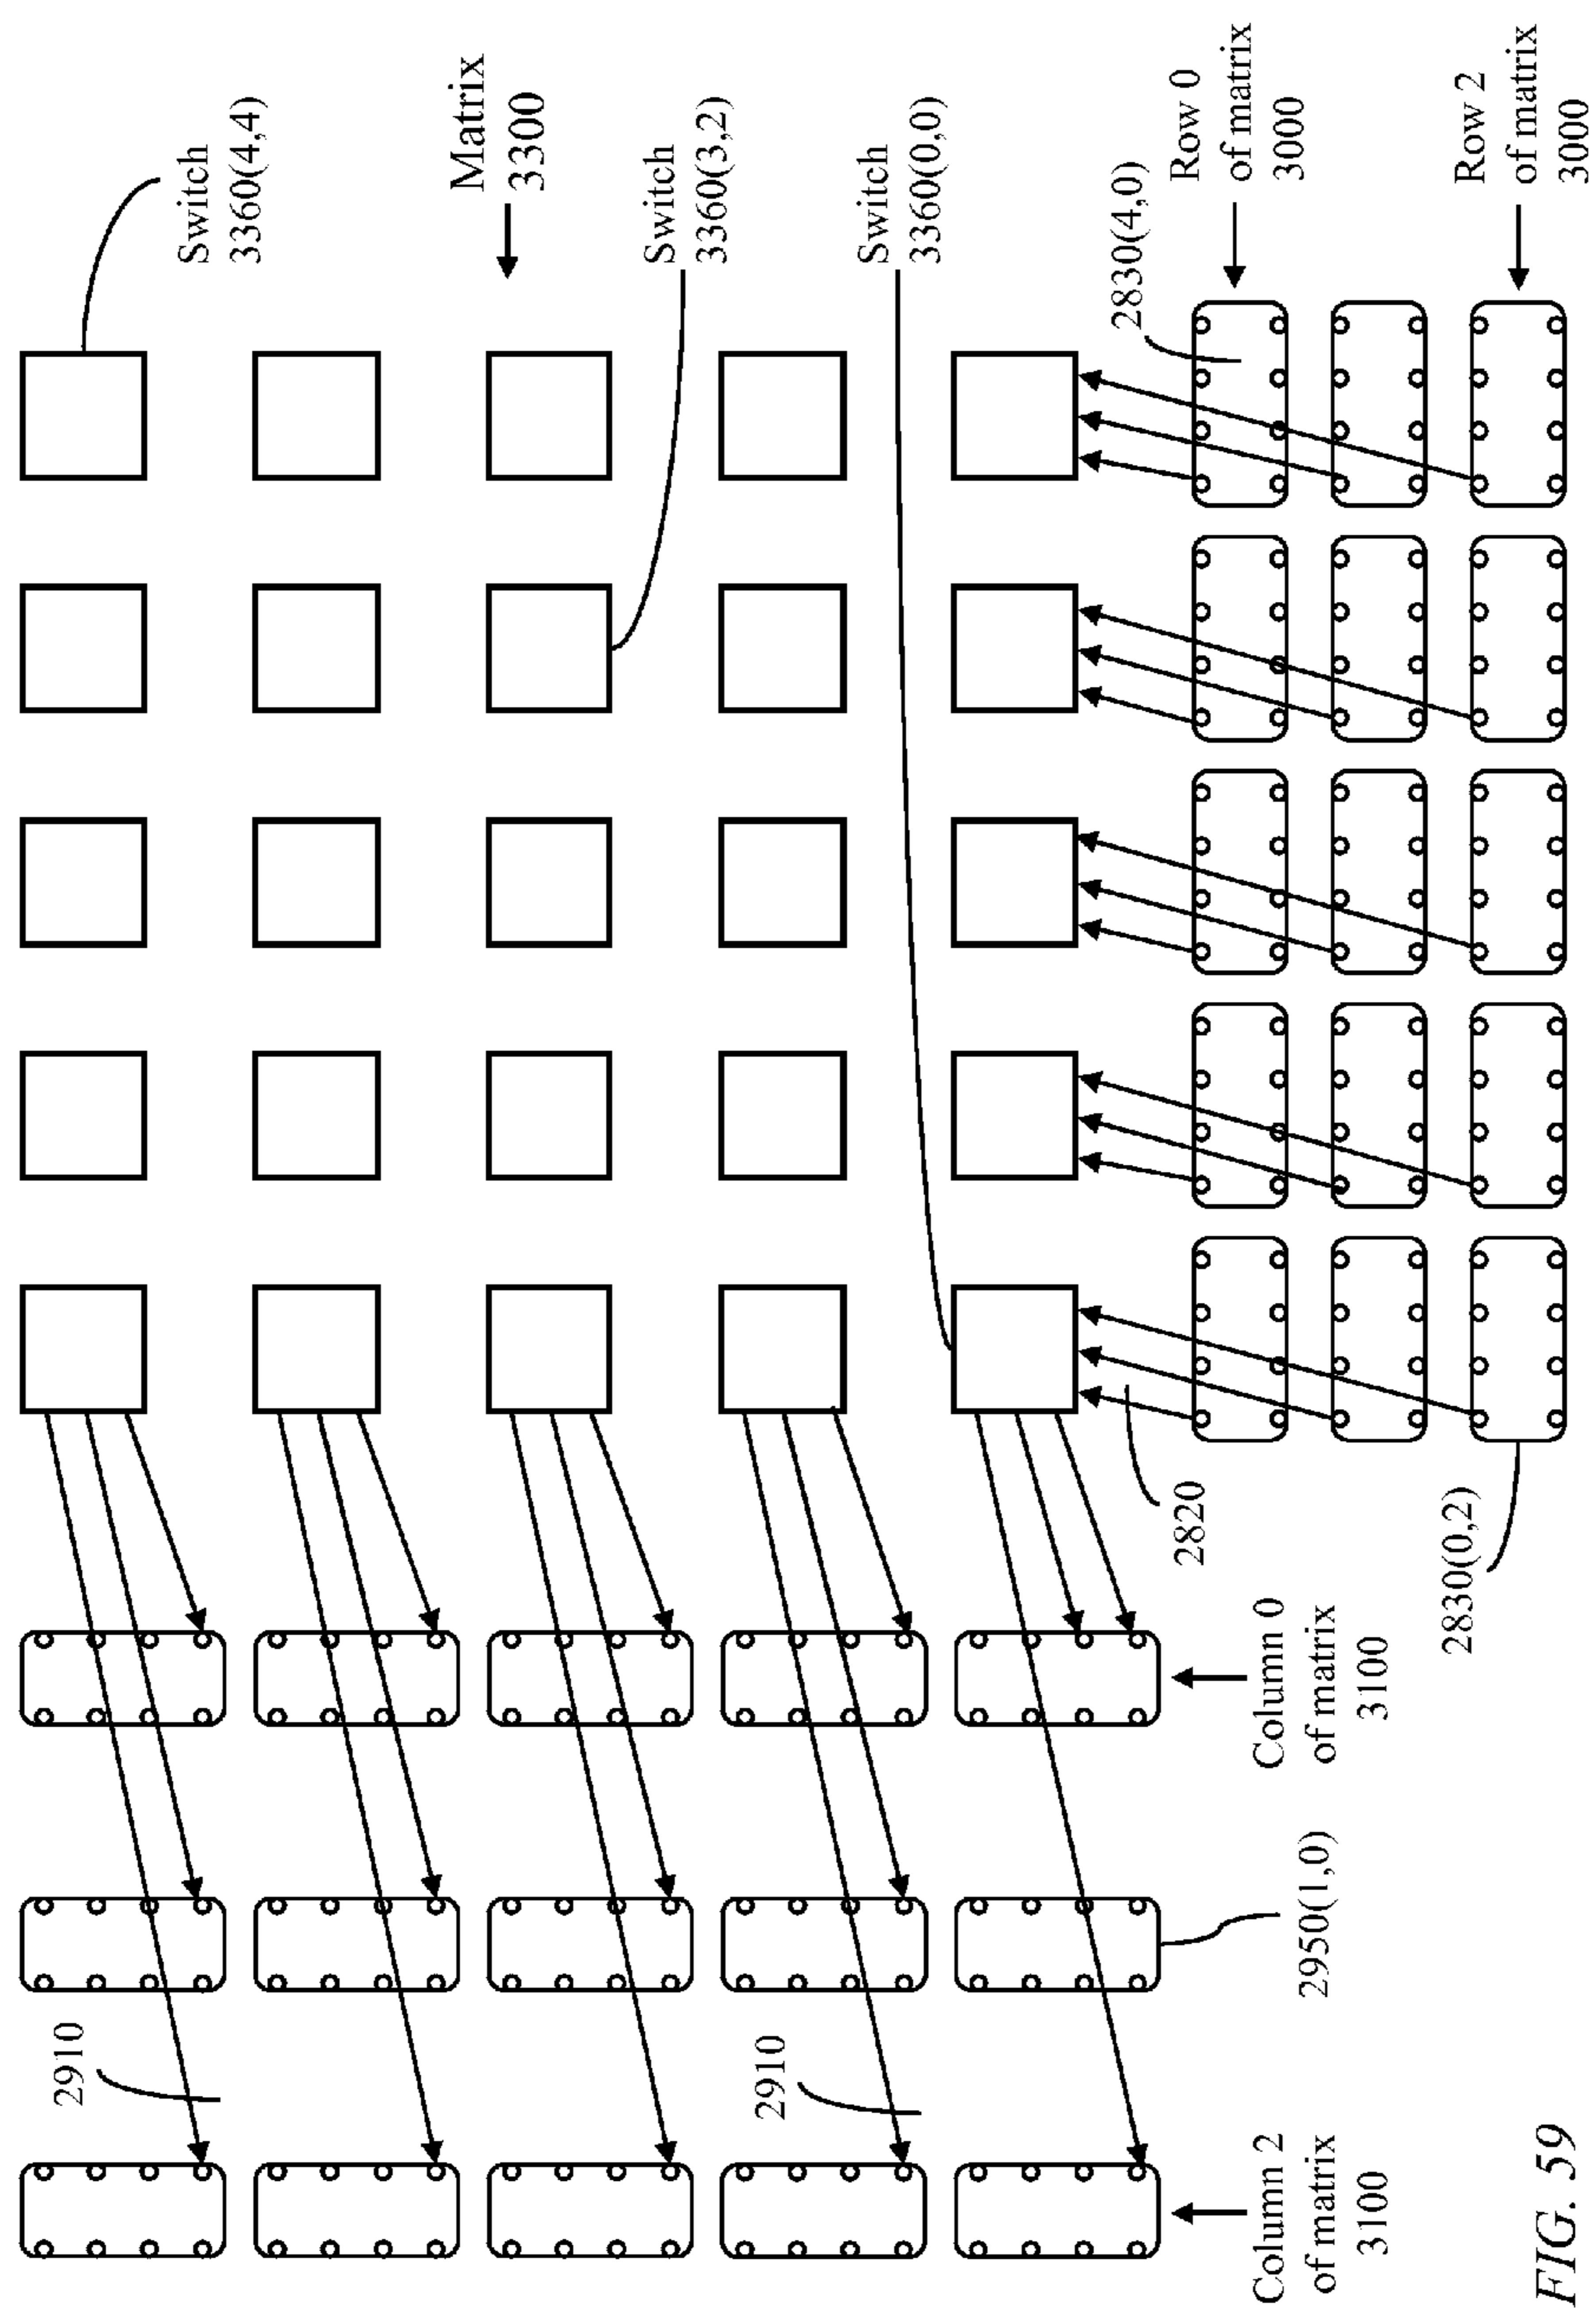 2910
Switch
3360(4,4)
Matrix
3300
Switch
3360(3,2)
2910
Switch
3360(0,0)
2830(4,0)
Row 0
of matrix
3000
2820
Column 2
of matrix
3100
Column 0
of matrix
3100
2950(1,0)
2830(0,2)
Row 2
of matrix
3000
FIG. 59